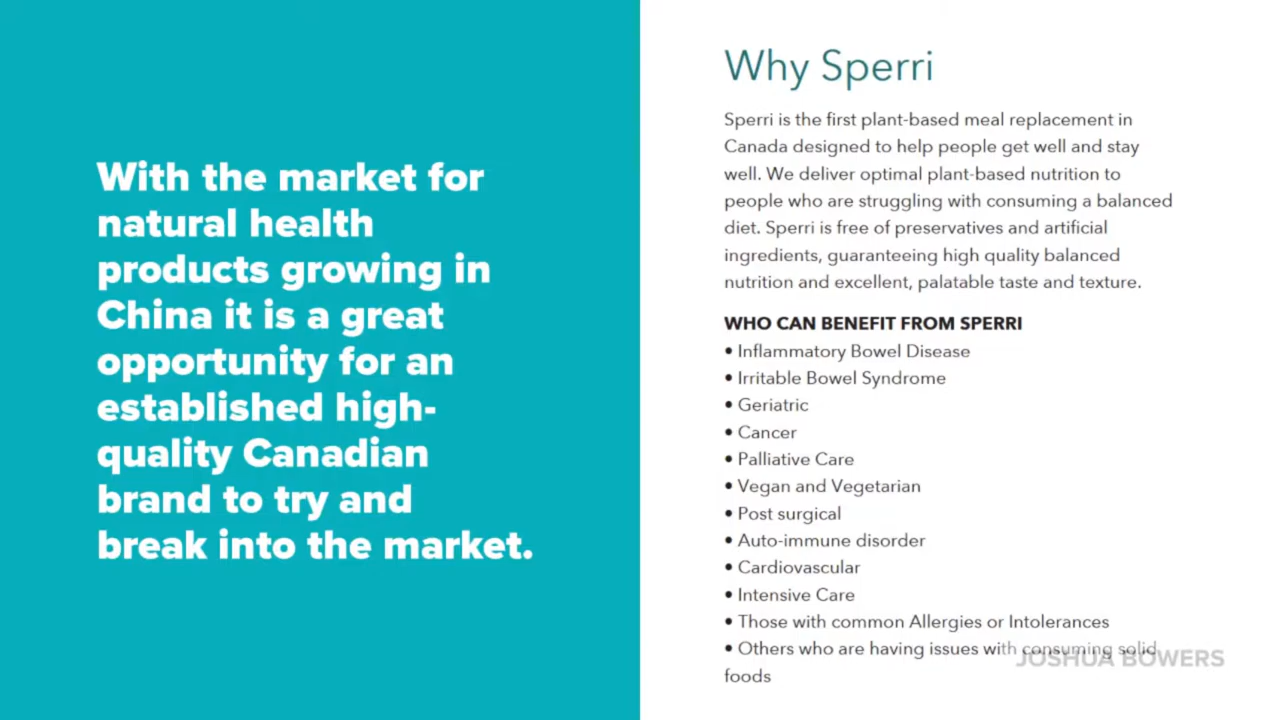 With the market for
natural health
products growing in
China it is a great
opportunity for an
established high-
quality Canadian
brand to try and
break into the market.
Why Sperri
Sperri is the first plant-based meal replacement in
Canada designed to help people get well and stay
well. We deliver optimal plant-based nutrition to
people who are struggling with consuming a balanced
diet. Sperri is free of preservatives and artificial
ingredients, guaranteeing high quality balanced
nutrition and excellent, palatable taste and texture.
WHO CAN BENEFIT FROM SPERRI
• Inflammatory Bowel Disease
• Irritable Bowel Syndrome
• Geriatric
• Cancer
• Palliative Care
• Vegan and Vegetarian
• Post surgical
• Auto-immune disorder
• Cardiovascular
• Intensive Care
• Those with common Allergies or Intolerances
• Others who are having issues with consuming solid
foods
JOSHUA BOWERS